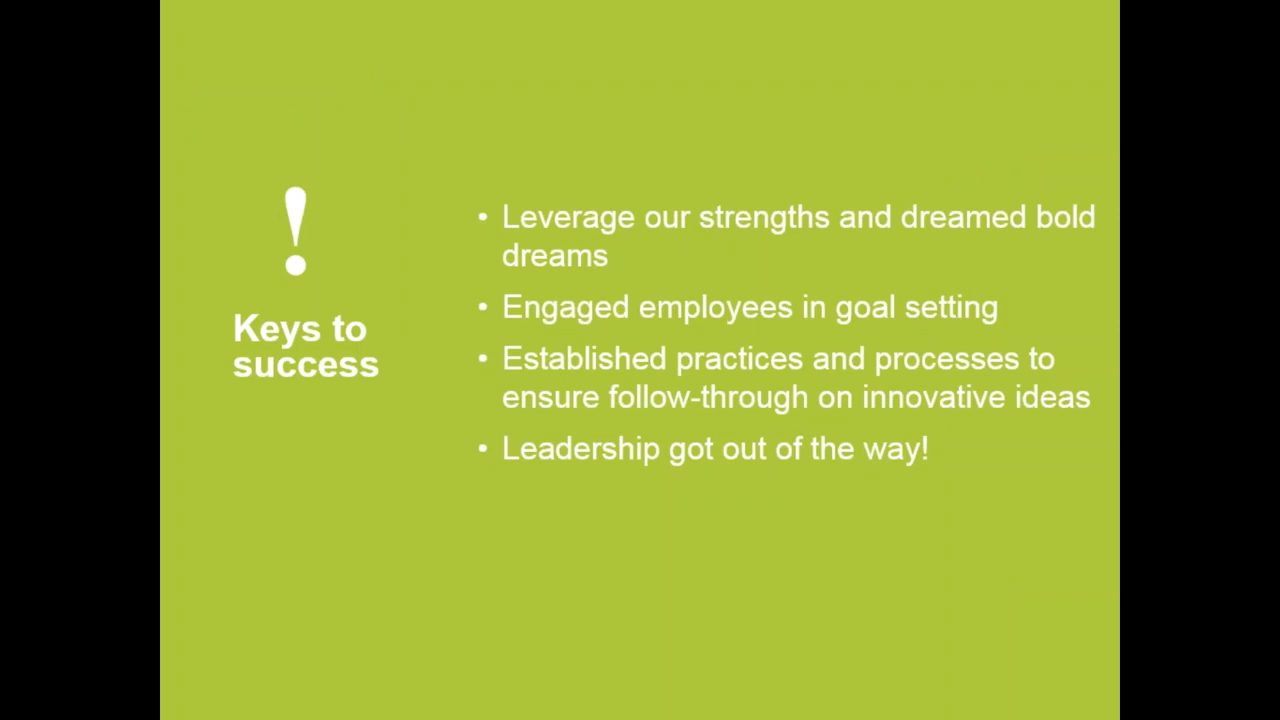 !
Keys to
success
• Leverage our strengths and dreamed bold
dreams
• Engaged employees in goal setting
• Established practices and processes to
ensure follow-through on innovative ideas
• Leadership got out of the way!